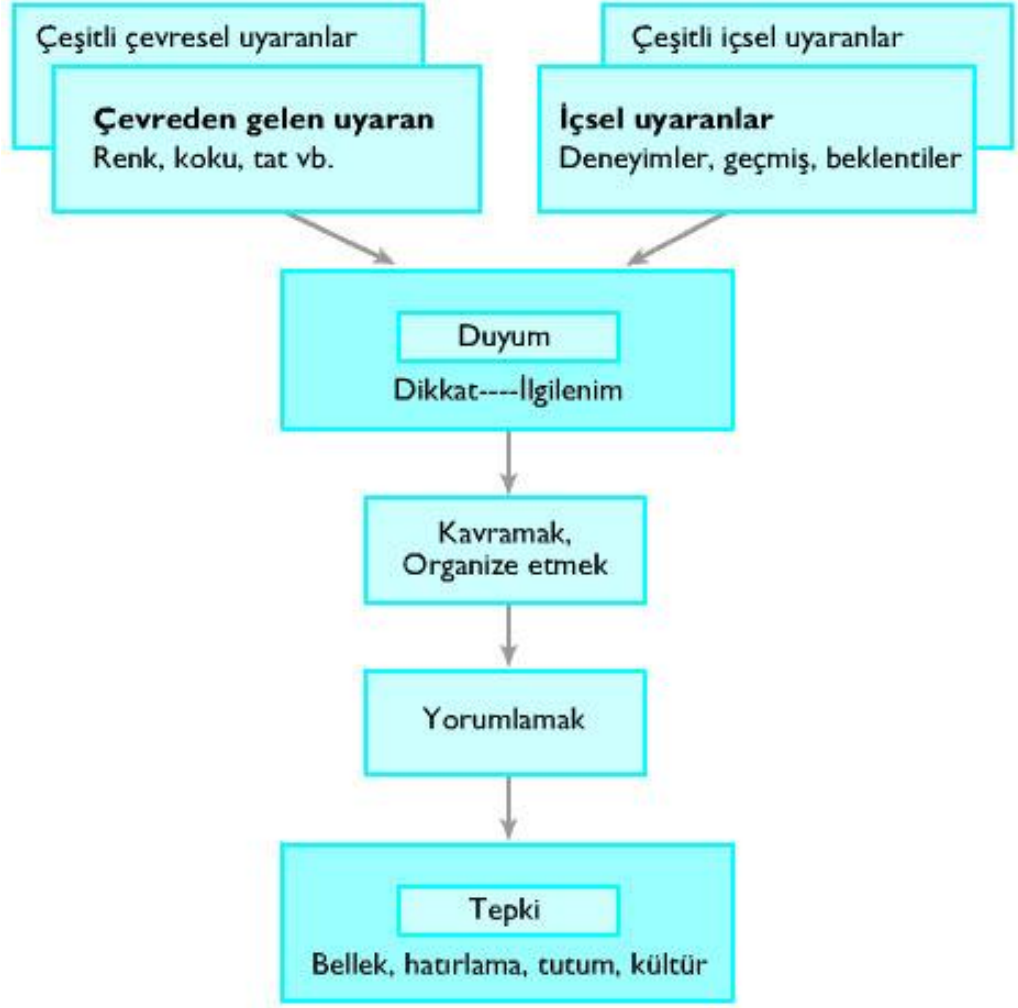 Çeşitli çevresel uyaranlar
Çevreden gelen uyaran
Renk, koku, tat vb.
Çeşitli içsel uyaranlar
İçsel uyaranlar
Deneyimler, geçmiş, beklentiler
Duyum
Dikkat----İlgilenim
Kavramak,
Organize etmek
Yorumlamak
Tepki
Bellek, hatırlama, tutum, kültür